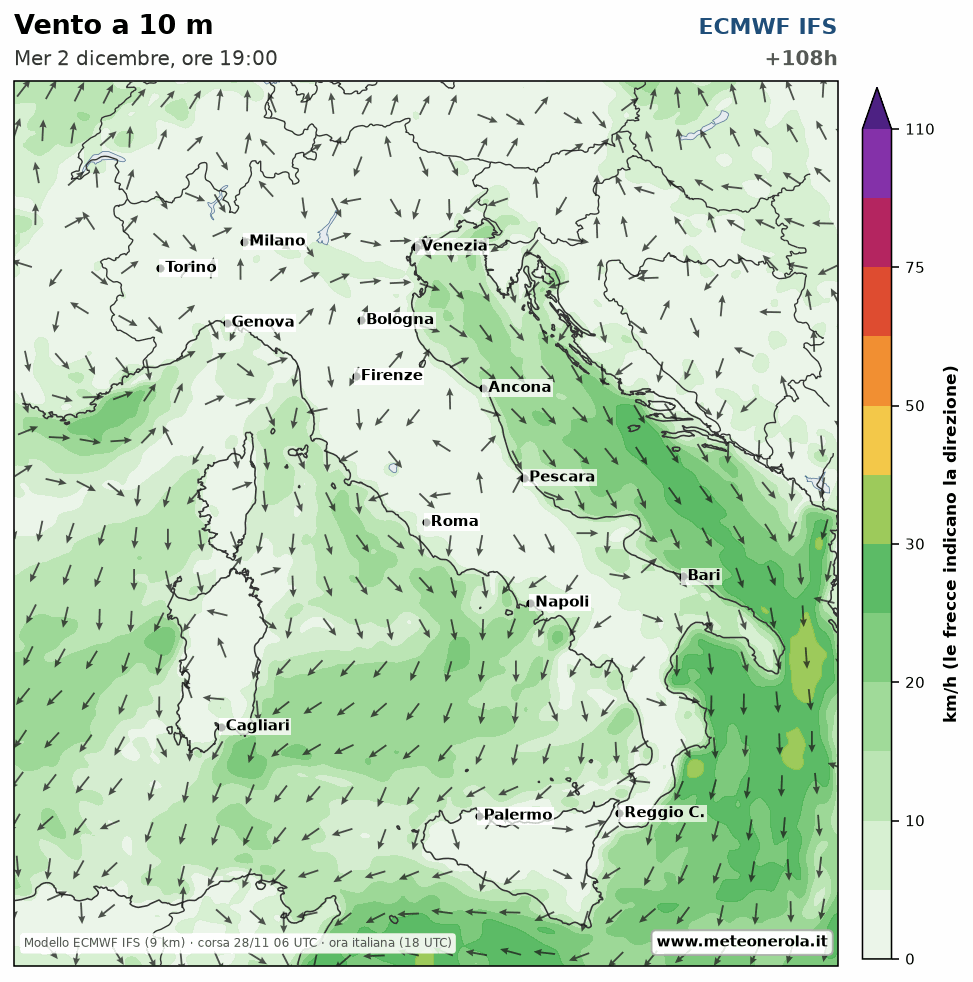 Vento a 10 m
ECMWF IFS
Mer 2 dicembre, ore 19:00
+108h
Milano
Venezia
Torino
Genova
Bologna
Firenze
Ancona
Pescara
Roma
Bari
Napoli
Cagliari
Palermo
Reggio C.
110
75
50
30
20
10
0
km/h (le frecce indicano la direzione)
Modello ECMWF IFS (9 km) · corsa 28/11 06 UTC · ora italiana (18 UTC)
www.meteonerola.it